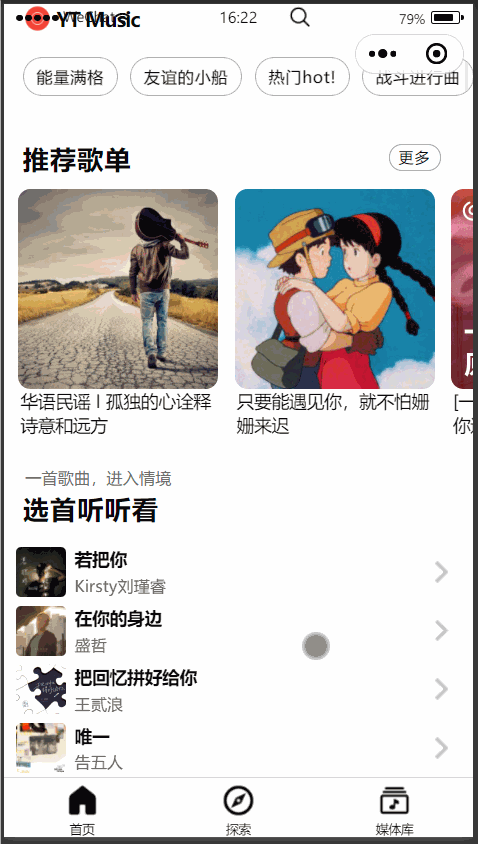 WeChat
YT Music
16:22
79%
能量满格
友谊的小船
热门hot!
战斗进行曲
推荐歌单
更多
华语民谣 l 孤独的心诠释
诗意和远方
只要能遇见你，就不怕姗
姗来迟
[一
你
一首歌曲，进入情境
选首听听看
若把你
Kirsty刘瑾睿
在你的身边
盛哲
把回忆拼好给你
王贰浪
唯一
告五人
首页
探索
媒体库